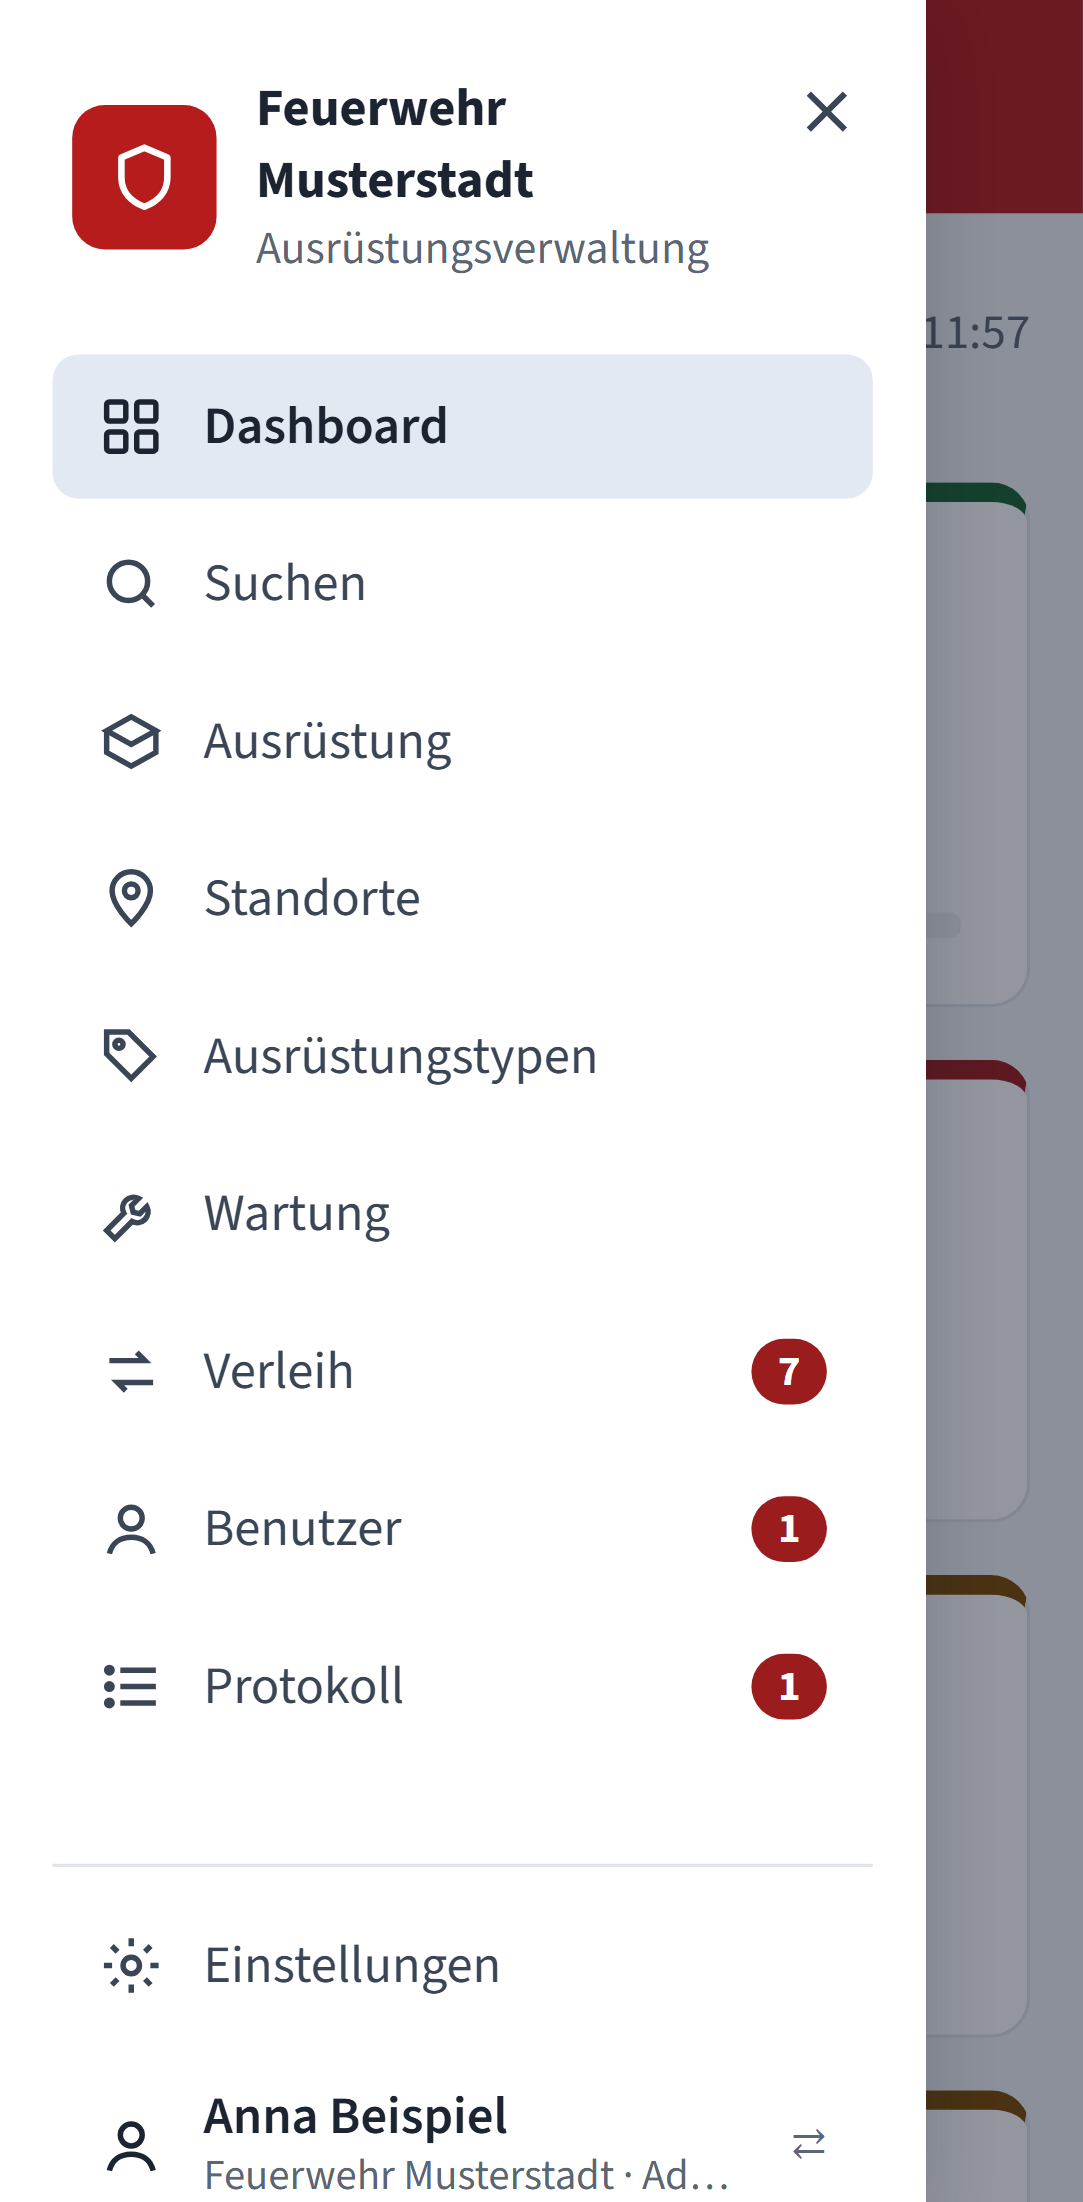 Feuerwehr
Musterstadt
Ausrüstungsverwaltung
11:57
Dashboard
Suchen
Ausrüstung
Standorte
Ausrüstungstypen
Wartung
Verleih 7
Benutzer 1
Protokoll 1
Einstellungen
Anna Beispiel
Feuerwehr Musterstadt · Ad…